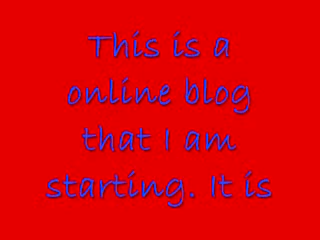 This is a
online blog
that I am
starting. It is